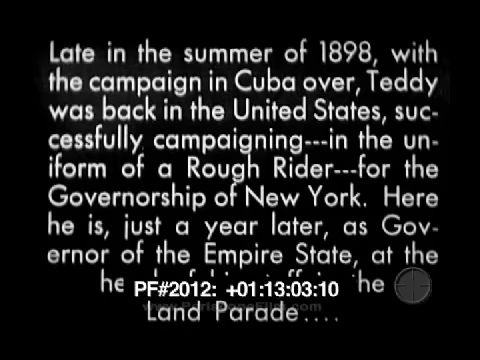 Late in the summer of 1898, with
the campaign in Cuba over, Teddy
was back in the United States, suc-
cessfully campaigning---in the un-
iform of a Rough Rider---for the
Governorship of New York. Here
he is, just a year later, as Gov-
ernor of the Empire State, at the
PF#2012: +01:13:03:10
Land Parade....